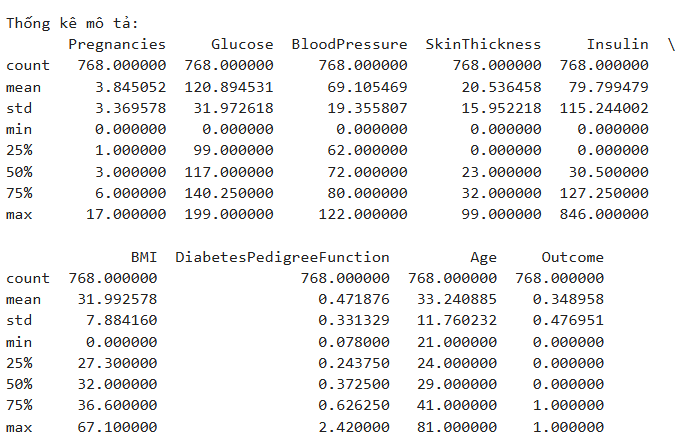 Thống kê mô tả:
       Pregnancies     Glucose  BloodPressure  SkinThickness     Insulin  \
count   768.000000  768.000000     768.000000     768.000000  768.000000
mean      3.845052  120.894531      69.105469      20.536458   79.799479
std       3.369578   31.972618      19.355807      15.952218  115.244002
min       0.000000    0.000000       0.000000       0.000000    0.000000
25%       1.000000   99.000000      62.000000       0.000000    0.000000
50%       3.000000  117.000000      72.000000      23.000000   30.500000
75%       6.000000  140.250000      80.000000      32.000000  127.250000
max      17.000000  199.000000     122.000000      99.000000  846.000000

              BMI  DiabetesPedigreeFunction         Age     Outcome
count  768.000000                768.000000  768.000000  768.000000
mean    31.992578                  0.471876   33.240885    0.348958
std      7.884160                  0.331329   11.760232    0.476951
min      0.000000                  0.078000   21.000000    0.000000
25%     27.300000                  0.243750   24.000000    0.000000
50%     32.000000                  0.372500   29.000000    0.000000
75%     36.600000                  0.626250   41.000000    1.000000
max     67.100000                  2.420000   81.000000    1.000000